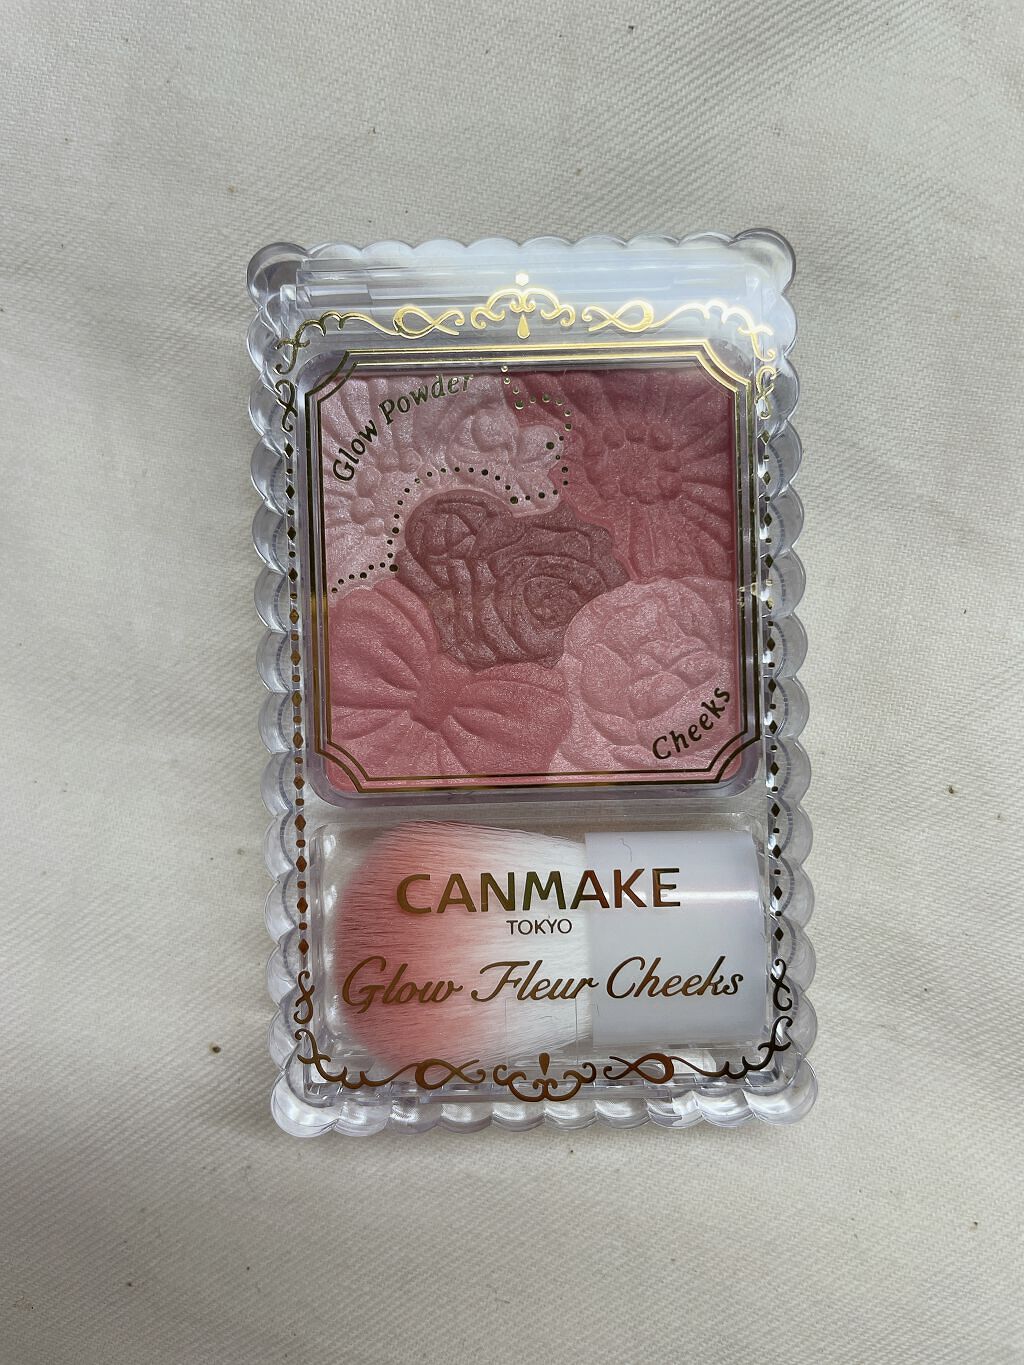 Glow Powder
Cheeks
CANMAKE
TOKYO
Glow Fleur Cheeks